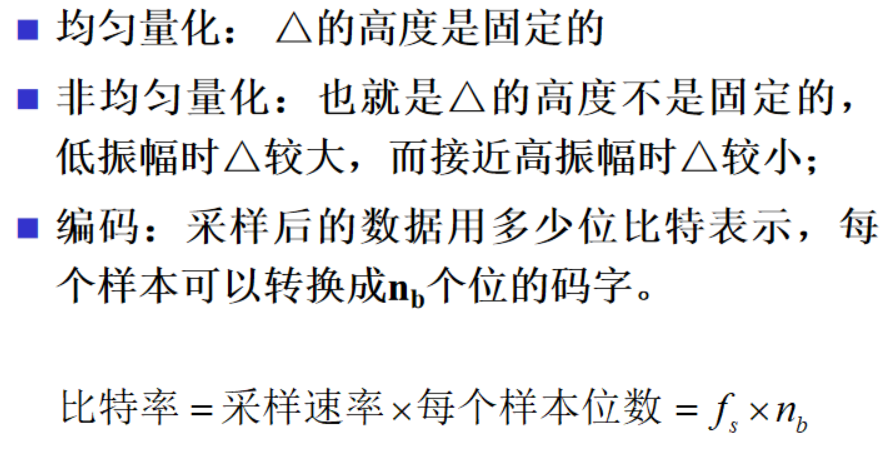 ■ 均匀量化： △的高度是固定的
■ 非均匀量化：也就是△的高度不是固定的，
低振幅时△较大，而接近高振幅时△较小；
■ 编码：采样后的数据用多少位比特表示，每
个样本可以转换成n_b个位的码字。
比特率 = 采样速率 × 每个样本位数 = f_s × n_b